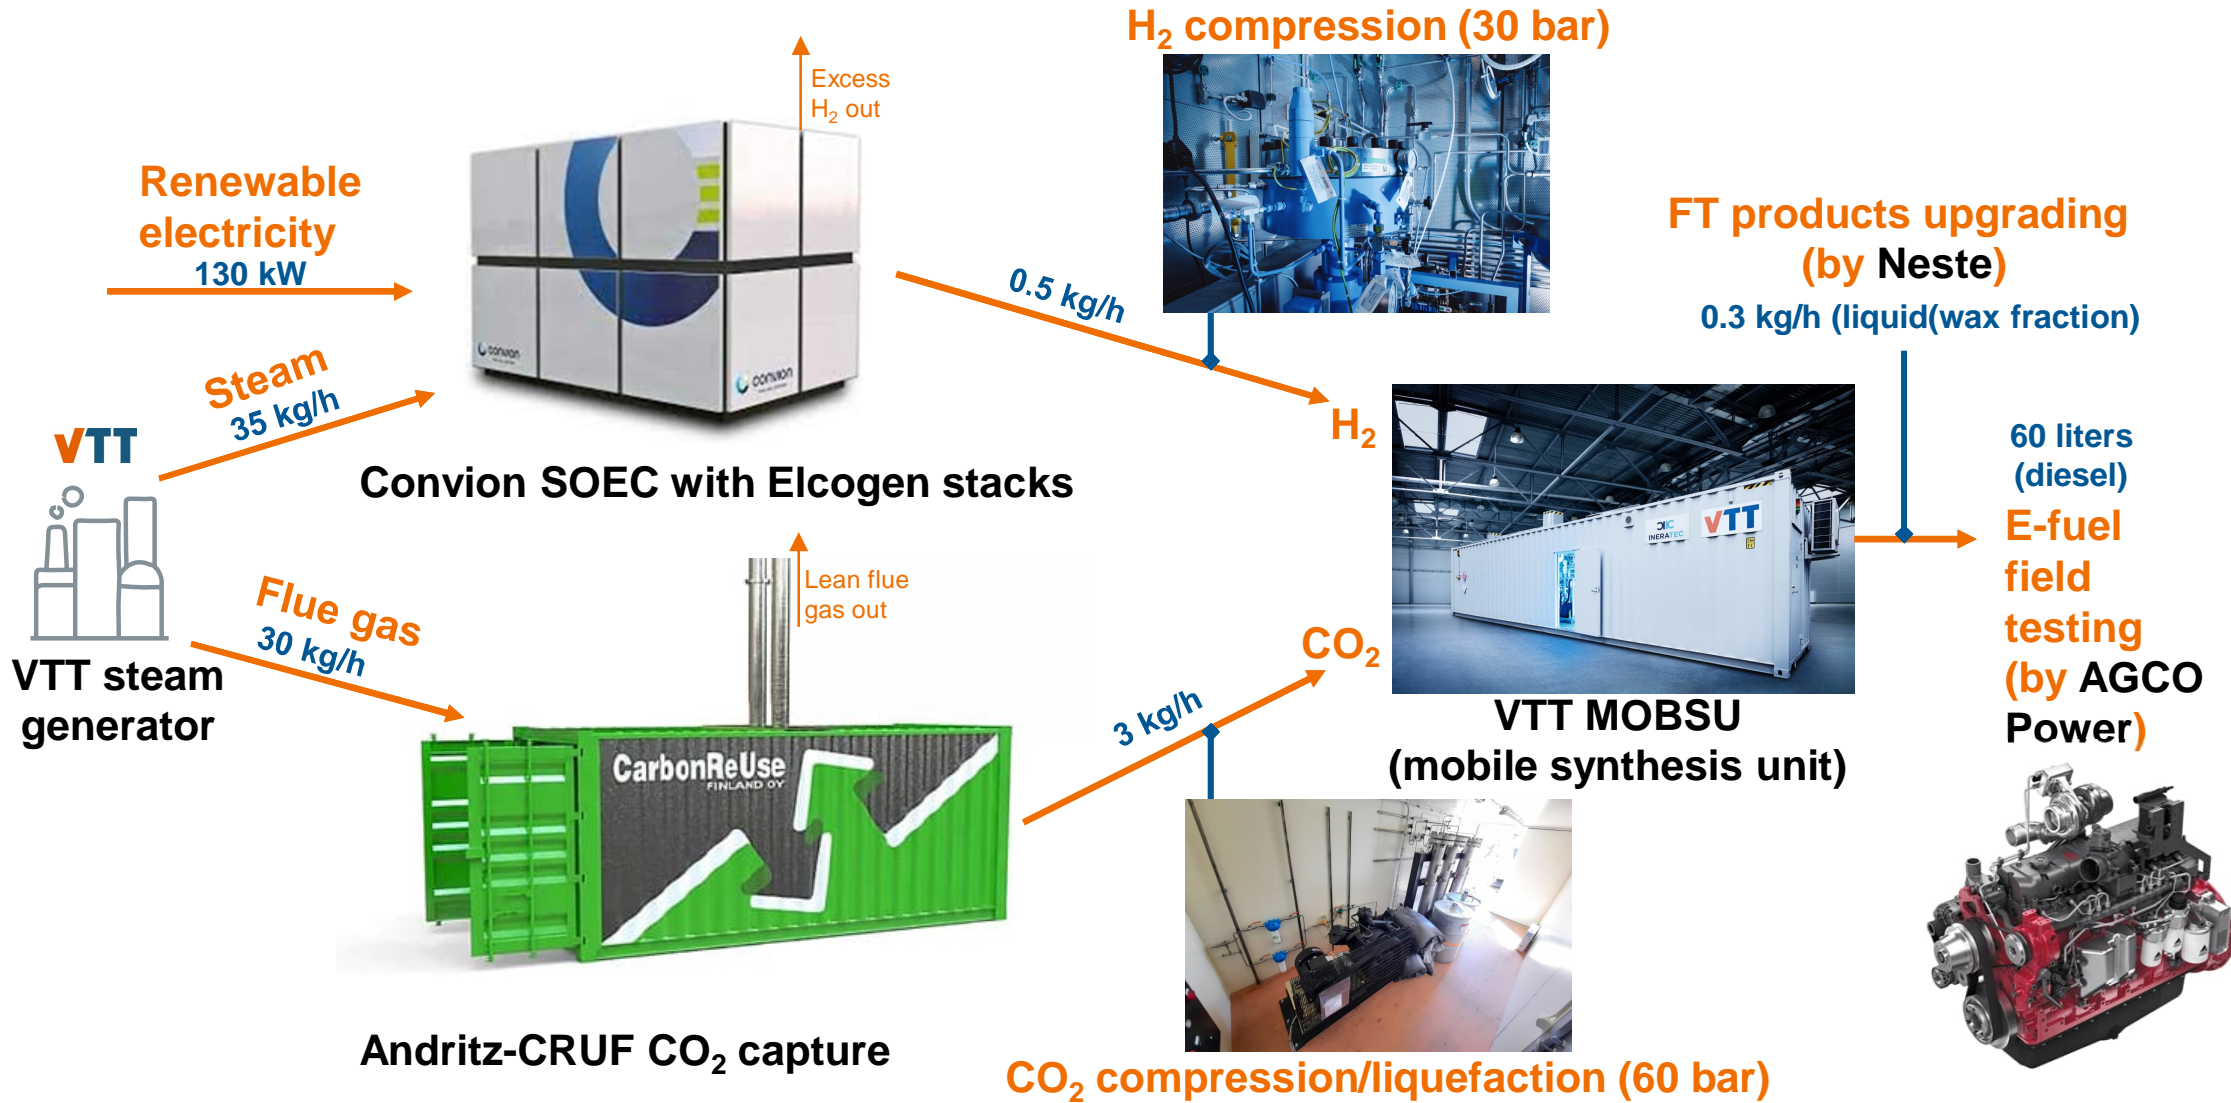 H₂ compression (30 bar)
Excess
H₂ out
Renewable
electricity
130 kW
Steam
35 kg/h
VTT
convion
convion
Convion SOEC with Elcogen stacks
0.5 kg/h
H₂
FT products upgrading
(by Neste)
0.3 kg/h (liquid(wax fraction)
60 liters
(diesel)
E-fuel
field
testing
(by AGCO
Power)
INERATEC
VTT
VTT MOBSU
(mobile synthesis unit)
VTT steam
generator
Flue gas
30 kg/h
Lean flue
gas out
CarbonReUse
FINLAND OY
3 kg/h
CO₂
Andritz-CRUF CO₂ capture
CO₂ compression/liquefaction (60 bar)